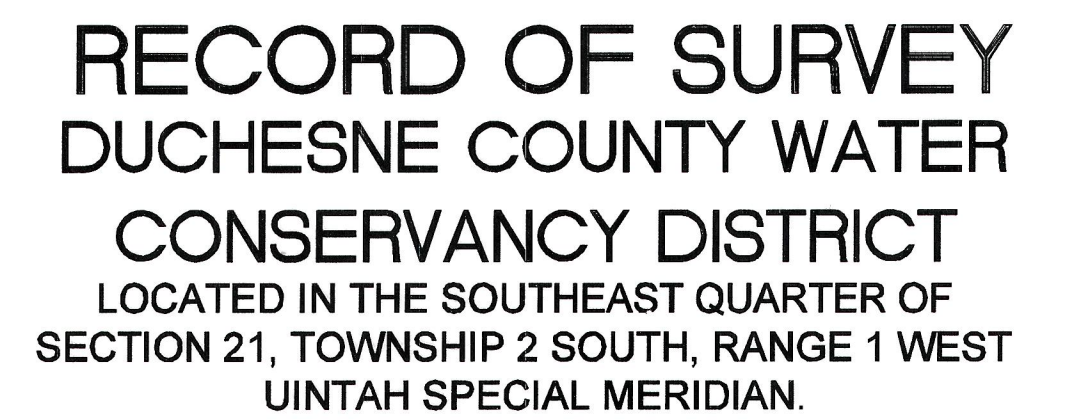 RECORD OF SURVEY
DUCHESNE COUNTY WATER
CONSERVANCY DISTRICT
LOCATED IN THE SOUTHEAST QUARTER OF
SECTION 21, TOWNSHIP 2 SOUTH, RANGE 1 WEST
UINTAH SPECIAL MERIDIAN.